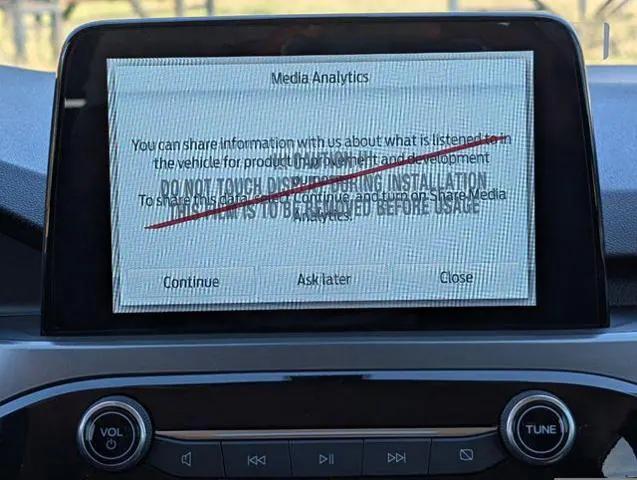 Media Analytics
You can share information with us about what is listened to in
CAUTION
the vehicle for product improvement and development
DO NOT TOUCH DISPLAY DURING INSTALLATION
To share this data, select Continue, and turn on Share Media
THIS ITEM IS TO BE REMOVED BEFORE USAGE
Analytics.
Continue
Ask later
Close
VOL
TUNE